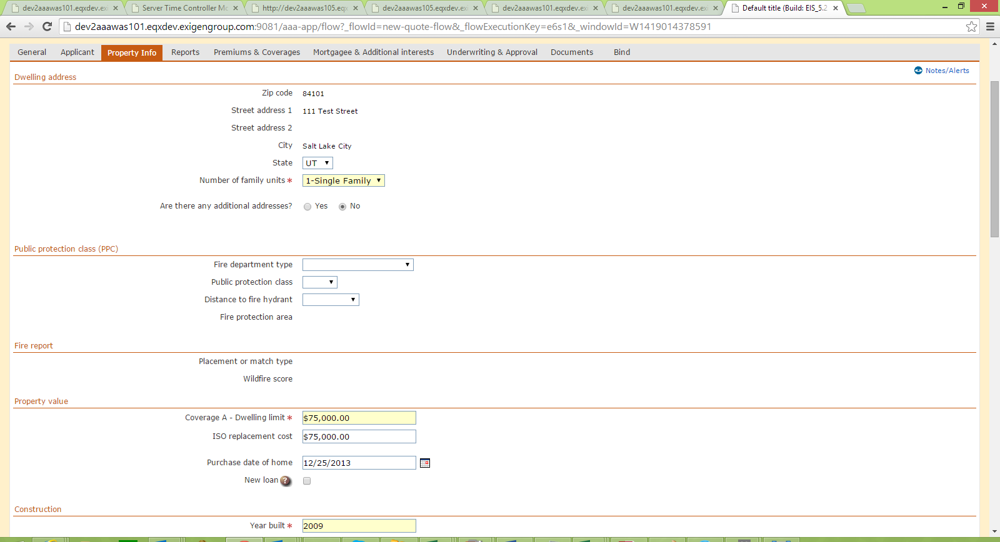 dev2aaawas101.eqxdev.exi
Server Time Controller Mo
http://dev2aaawas105.eqx
dev2aaawas105.eqxdev.exi
dev2aaawas101.eqxdev.exi
dev2aaawas101.eqxdev.exi
Default title (Build: EIS_5.2
dev2aaawas101.eqxdev.exigengroup.com:9081/aaa-app/flow?_flowId=new-quote-flow&_flowExecutionKey=e6s1&_windowId=W1419014378591
General Applicant Property Info Reports Premiums & Coverages Mortgagee & Additional interests Underwriting & Approval Documents Bind
Notes/Alerts
Dwelling address
Zip code 84101
Street address 1 111 Test Street
Street address 2
City Salt Lake City
State UT
Number of family units * 1-Single Family
Are there any additional addresses? Yes No
Public protection class (PPC)
Fire department type
Public protection class
Distance to fire hydrant
Fire protection area
Fire report
Placement or match type
Wildfire score
Property value
Coverage A - Dwelling limit * $75,000.00
ISO replacement cost $75,000.00
Purchase date of home 12/25/2013
New loan ?
Construction
Year built * 2009